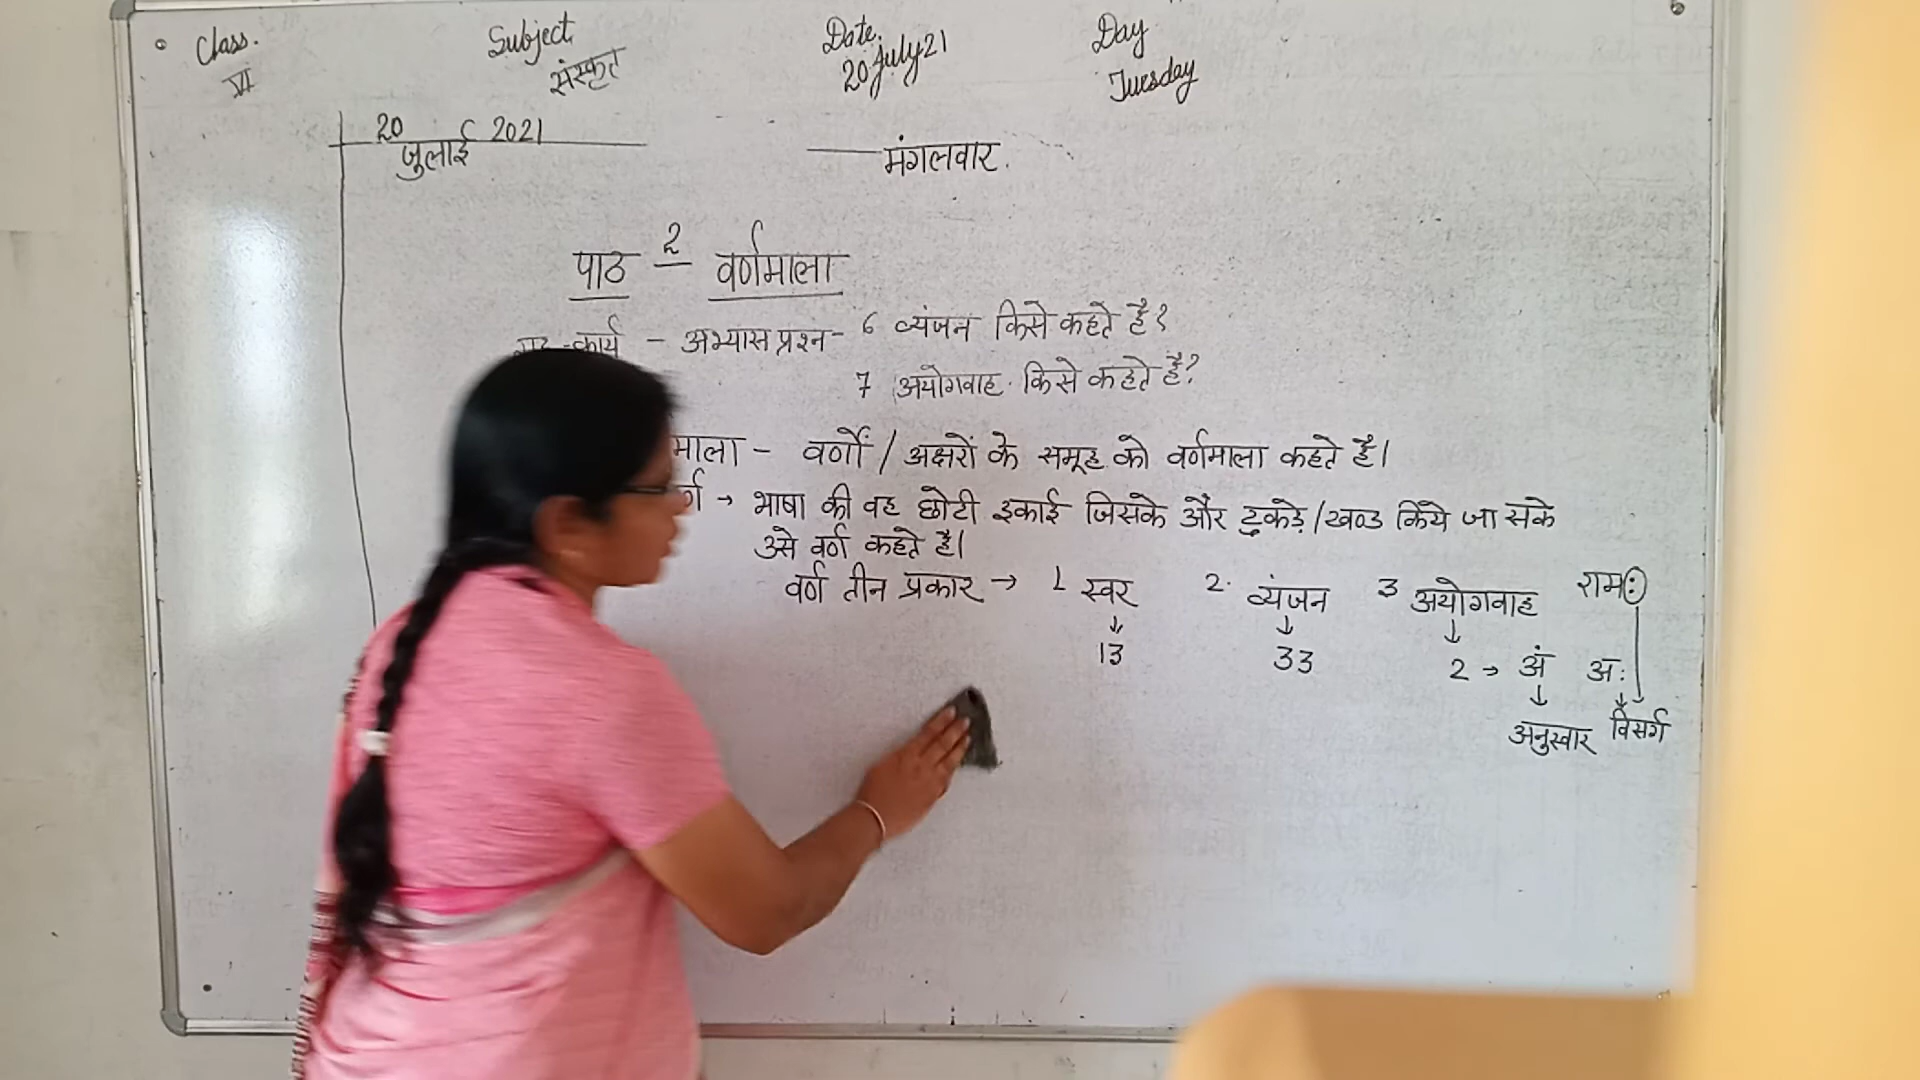 Class. Subject Date. Day
VI संस्कृत 20 July 21 Tuesday
20 जुलाई 2021 मंगलवार.
पाठ - 2 वर्णमाला
कार्य - अभ्यास प्रश्न- 6 व्यंजन किसे कहते है?
7 अयोगवाह किसे कहते है?
माला - वर्णों / अक्षरों के समूह को वर्णमाला कहते है।
र्ण → भाषा की वह छोटी इकाई जिसके और टुकड़े/खण्ड किये जा सके
उसे वर्ण कहते है।
वर्ण तीन प्रकार → 1 स्वर 2. व्यंजन 3 अयोगवाह रामः
↓ ↓ ↓
13 33 2 → अं अः
↓ ↓
अनुस्वार विसर्ग